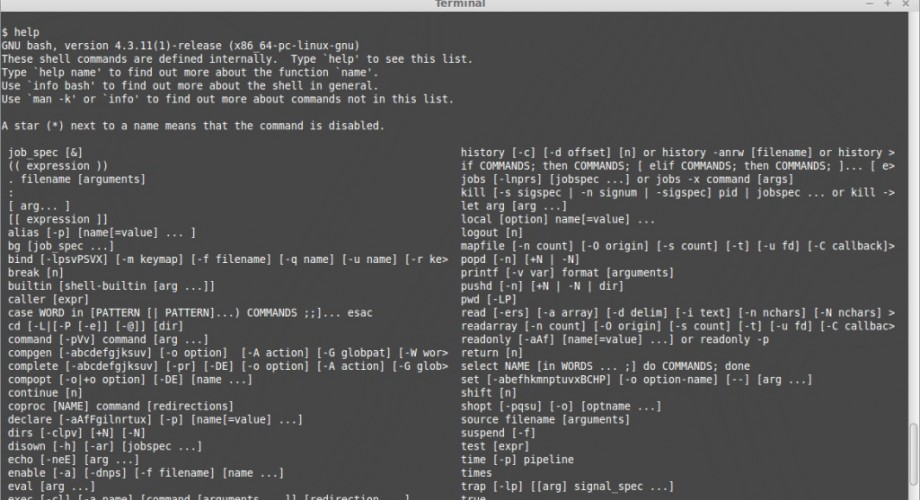 Terminal
$ help
GNU bash, version 4.3.11(1)-release (x86_64-pc-linux-gnu)
These shell commands are defined internally.  Type `help' to see this list.
Type `help name' to find out more about the function `name'.
Use `info bash' to find out more about the shell in general.
Use `man -k' or `info' to find out more about commands not in this list.
A star (*) next to a name means that the command is disabled.
job_spec [&]
(( expression ))
. filename [arguments]
:
[ arg... ]
[[ expression ]]
alias [-p] [name[=value] ... ]
bg [job_spec ...]
bind [-lpsvPSVX] [-m keymap] [-f filename] [-q name] [-u name] [-r ke>
break [n]
builtin [shell-builtin [arg ...]]
caller [expr]
case WORD in [PATTERN [| PATTERN]...) COMMANDS ;;]... esac
cd [-L|[-P [-e]] [-@]] [dir]
command [-pVv] command [arg ...]
compgen [-abcdefgjksuv] [-o option]  [-A action] [-G globpat] [-W wor>
complete [-abcdefgjksuv] [-pr] [-DE] [-o option] [-A action] [-G glob>
compopt [-o|+o option] [-DE] [name ...]
continue [n]
coproc [NAME] command [redirections]
declare [-aAfFgilnrtux] [-p] [name[=value] ...]
dirs [-clpv] [+N] [-N]
disown [-h] [-ar] [jobspec ...]
echo [-neE] [arg ...]
enable [-a] [-dnps] [-f filename] [name ...]
eval [arg ...]
exec [-cl] [-a name] [command [arguments ...]] [redirection ...]
history [-c] [-d offset] [n] or history -anrw [filename] or history >
if COMMANDS; then COMMANDS; [ elif COMMANDS; then COMMANDS; ]... [ e>
jobs [-lnprs] [jobspec ...] or jobs -x command [args]
kill [-s sigspec | -n signum | -sigspec] pid | jobspec ... or kill ->
let arg [arg ...]
local [option] name[=value] ...
logout [n]
mapfile [-n count] [-O origin] [-s count] [-t] [-u fd] [-C callback]>
popd [-n] [+N | -N]
printf [-v var] format [arguments]
pushd [-n] [+N | -N | dir]
pwd [-LP]
read [-ers] [-a array] [-d delim] [-i text] [-n nchars] [-N nchars] >
readarray [-n count] [-O origin] [-s count] [-t] [-u fd] [-C callbac>
readonly [-aAf] [name[=value] ...] or readonly -p
return [n]
select NAME [in WORDS ... ;] do COMMANDS; done
set [-abefhkmnptuvxBCHP] [-o option-name] [--] [arg ...]
shift [n]
shopt [-pqsu] [-o] [optname ...]
source filename [arguments]
suspend [-f]
test [expr]
time [-p] pipeline
times
trap [-lp] [[arg] signal_spec ...]
true